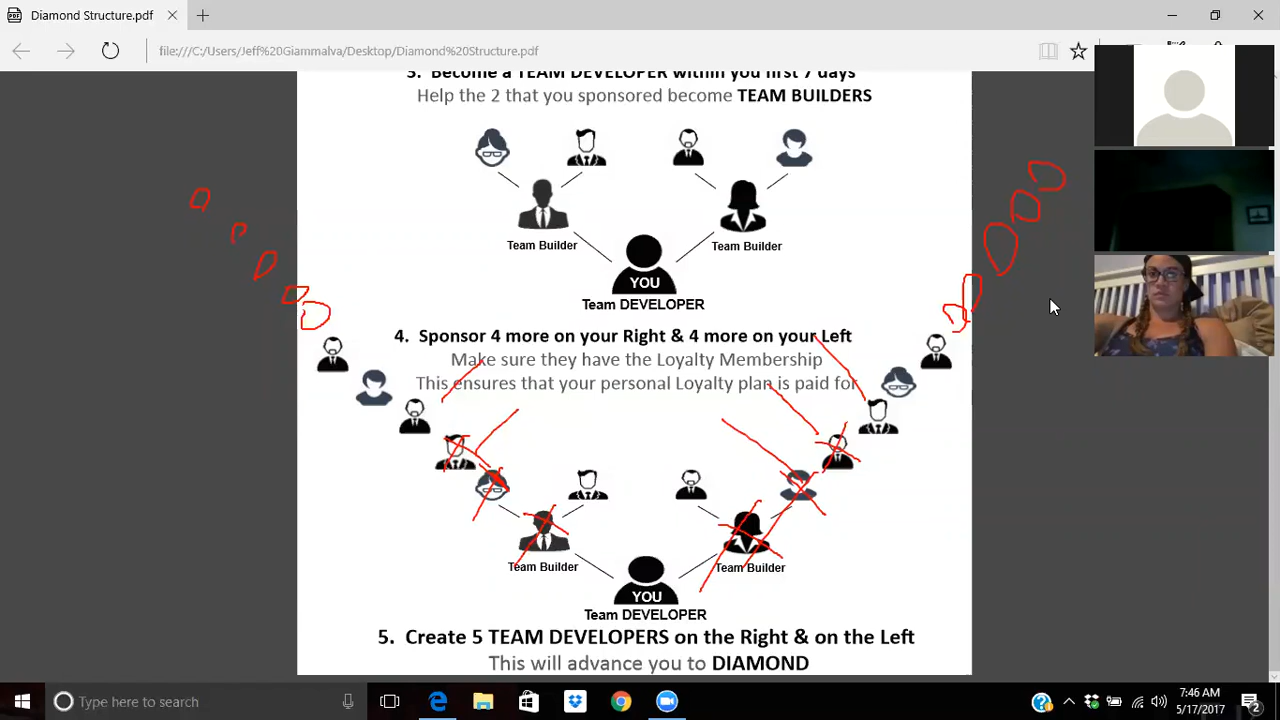 Diamond Structure.pdf
file:///C:/Users/Jeff%20Giammalva/Desktop/Diamond%20Structure.pdf
3. Become a TEAM DEVELOPER within you first 7 days
Help the 2 that you sponsored become TEAM BUILDERS
Team Builder
Team Builder
YOU
Team DEVELOPER
4. Sponsor 4 more on your Right & 4 more on your Left
Make sure they have the Loyalty Membership
This ensures that your personal Loyalty plan is paid for
Team Builder
Team Builder
YOU
Team DEVELOPER
5. Create 5 TEAM DEVELOPERS on the Right & on the Left
This will advance you to DIAMOND
Type here to search
7:46 AM
5/17/2017
2